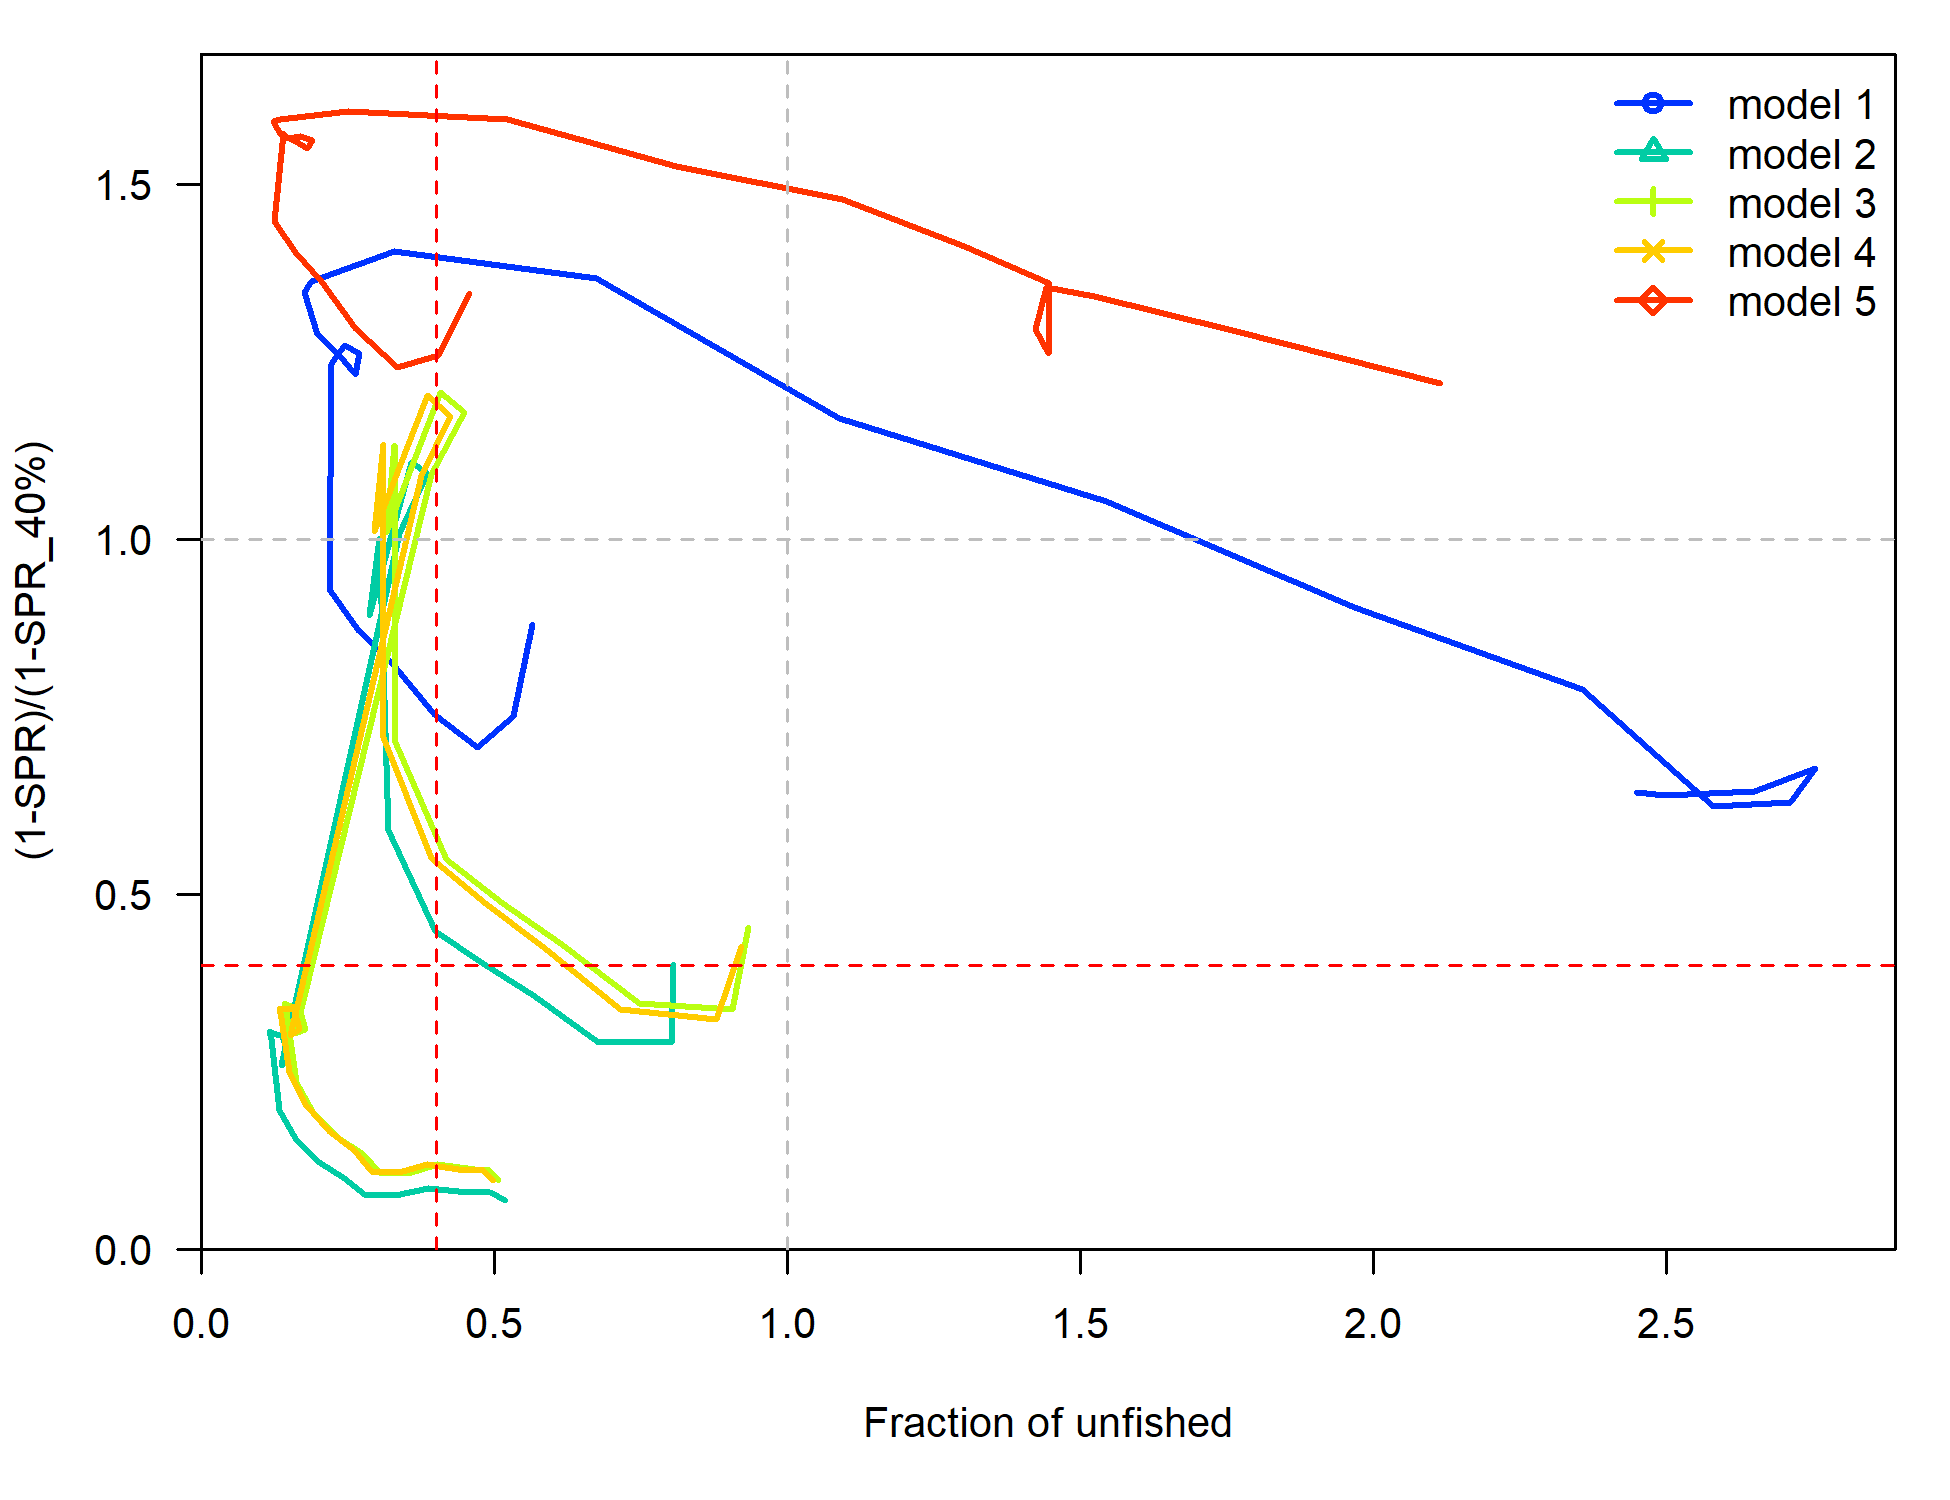 model 1
model 2
model 3
model 4
model 5
1.5
1.0
0.5
0.0
(1-SPR)/(1-SPR_40%)
0.0 0.5 1.0 1.5 2.0 2.5
Fraction of unfished